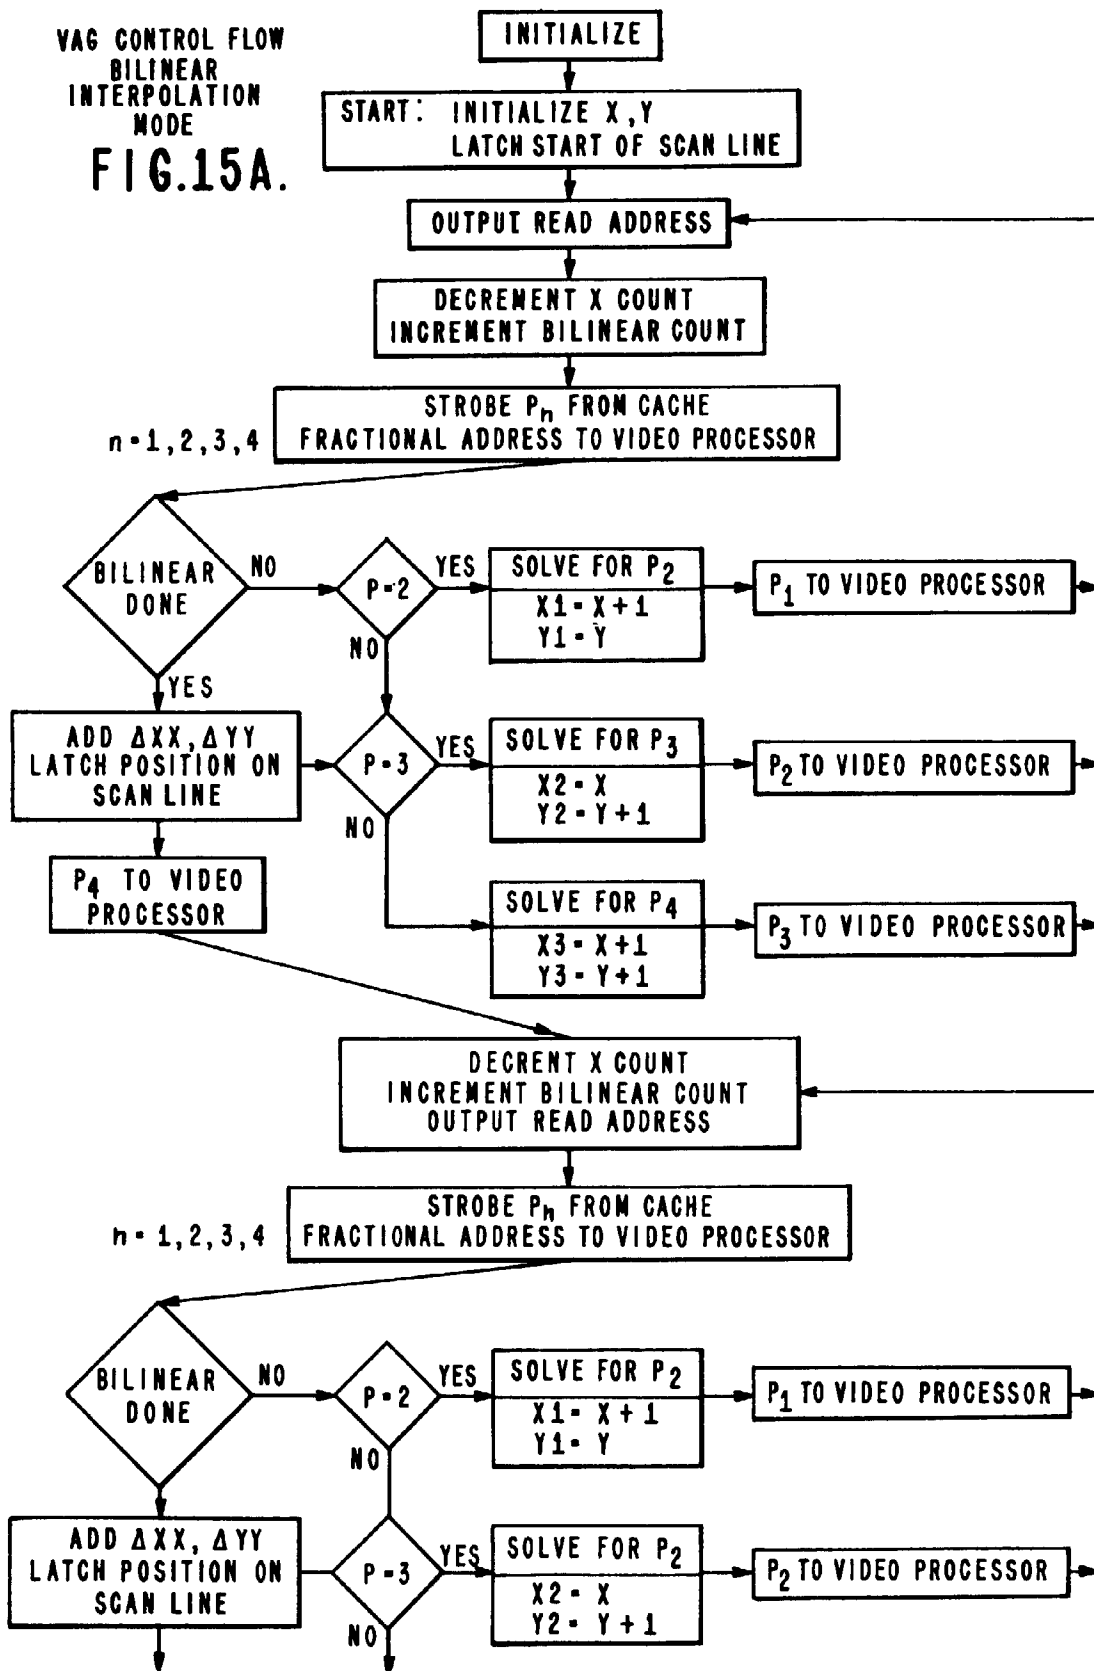 VAG CONTROL FLOW
BILINEAR
INTERPOLATION
MODE
FIG.15A.
INITIALIZE
START: INITIALIZE X,Y
LATCH START OF SCAN LINE
OUTPUT READ ADDRESS
DECREMENT X COUNT
INCREMENT BILINEAR COUNT
n=1,2,3,4
STROBE Pn FROM CACHE
FRACTIONAL ADDRESS TO VIDEO PROCESSOR
BILINEAR
DONE
NO
P=2
YES
SOLVE FOR P2
X1=X+1
Y1=Y
P1 TO VIDEO PROCESSOR
NO
YES
ADD ΔXX, ΔYY
LATCH POSITION ON
SCAN LINE
P=3
YES
SOLVE FOR P3
X2=X
Y2=Y+1
P2 TO VIDEO PROCESSOR
NO
P4 TO VIDEO
PROCESSOR
SOLVE FOR P4
X3=X+1
Y3=Y+1
P3 TO VIDEO PROCESSOR
DECRENT X COUNT
INCREMENT BILINEAR COUNT
OUTPUT READ ADDRESS
n=1,2,3,4
STROBE Pn FROM CACHE
FRACTIONAL ADDRESS TO VIDEO PROCESSOR
BILINEAR
DONE
NO
P=2
YES
SOLVE FOR P2
X1=X+1
Y1=Y
P1 TO VIDEO PROCESSOR
NO
ADD ΔXX, ΔYY
LATCH POSITION ON
SCAN LINE
P=3
YES
SOLVE FOR P2
X2=X
Y2=Y+1
P2 TO VIDEO PROCESSOR
NO